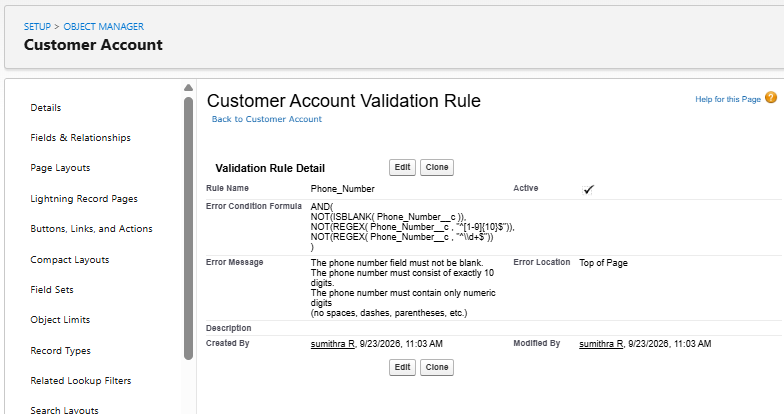 SETUP > OBJECT MANAGER
Customer Account
Details
Fields & Relationships
Page Layouts
Lightning Record Pages
Buttons, Links, and Actions
Compact Layouts
Field Sets
Object Limits
Record Types
Related Lookup Filters
Search Layouts
Customer Account Validation Rule
Help for this Page ?
Back to Customer Account
Validation Rule Detail Edit Clone
Rule Name Phone_Number Active ✓
Error Condition Formula AND(
NOT(ISBLANK( Phone_Number__c )),
NOT(REGEX( Phone_Number__c , "^[1-9]{10}$")),
NOT(REGEX( Phone_Number__c , "^\\d+$"))
)
Error Message The phone number field must not be blank. Error Location Top of Page
The phone number must consist of exactly 10
digits.
The phone number must contain only numeric
digits
(no spaces, dashes, parentheses, etc.)
Description
Created By sumithra R, 9/23/2026, 11:03 AM Modified By sumithra R, 9/23/2026, 11:03 AM
Edit Clone